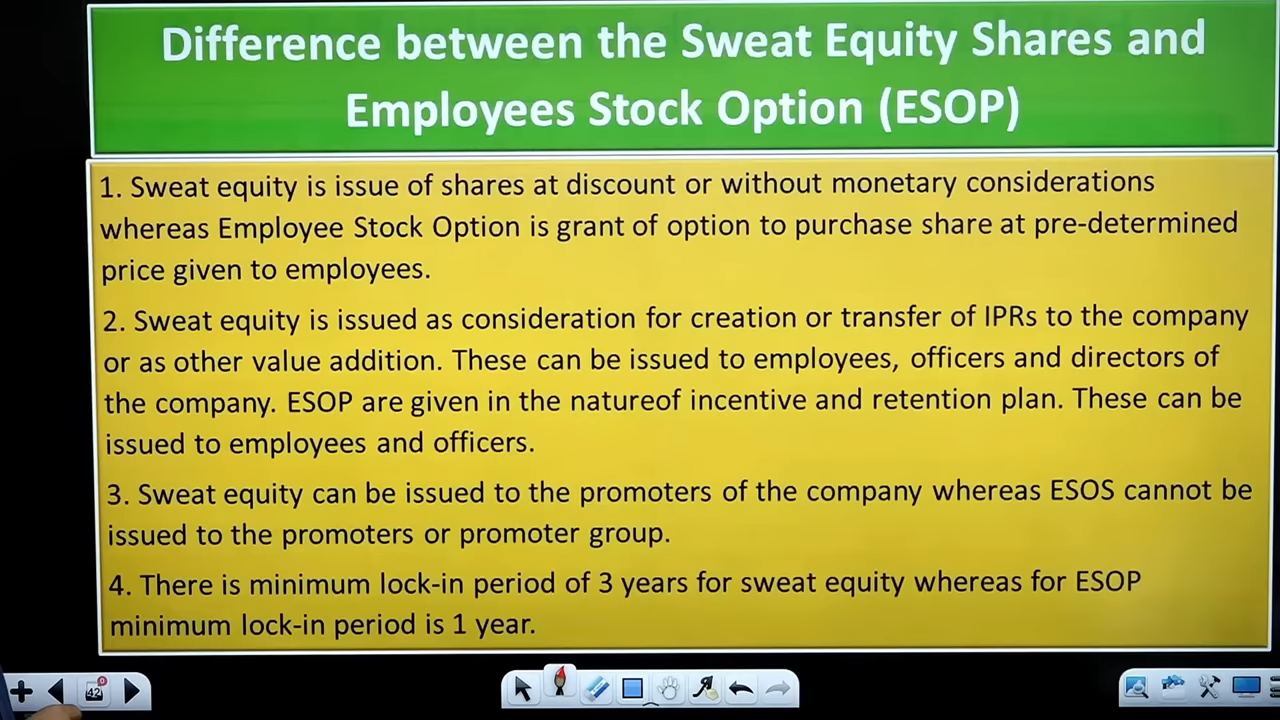 Difference between the Sweat Equity Shares and
Employees Stock Option (ESOP)
1. Sweat equity is issue of shares at discount or without monetary considerations
whereas Employee Stock Option is grant of option to purchase share at pre-determined
price given to employees.
2. Sweat equity is issued as consideration for creation or transfer of IPRs to the company
or as other value addition. These can be issued to employees, officers and directors of
the company. ESOP are given in the natureof incentive and retention plan. These can be
issued to employees and officers.
3. Sweat equity can be issued to the promoters of the company whereas ESOS cannot be
issued to the promoters or promoter group.
4. There is minimum lock-in period of 3 years for sweat equity whereas for ESOP
minimum lock-in period is 1 year.
42
0